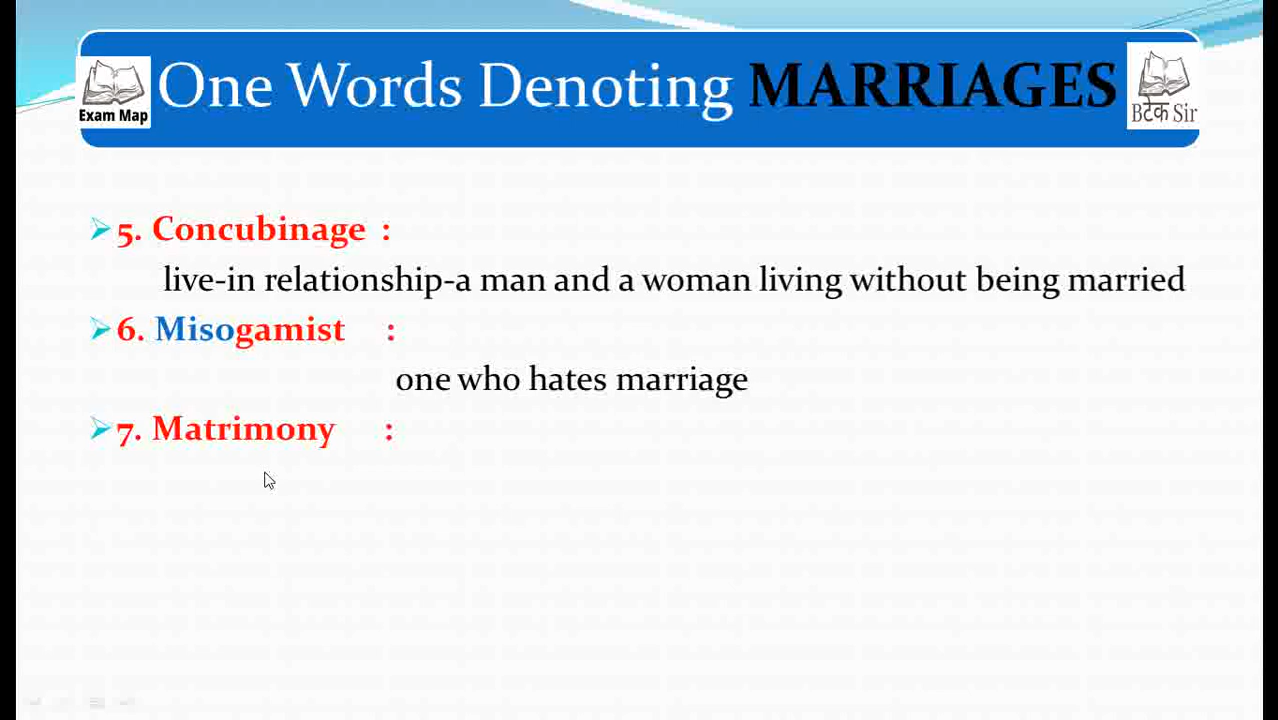 One Words Denoting MARRIAGES
Exam Map
Bटेक Sir
5. Concubinage :
live-in relationship-a man and a woman living without being married
6. Misogamist :
one who hates marriage
7. Matrimony :